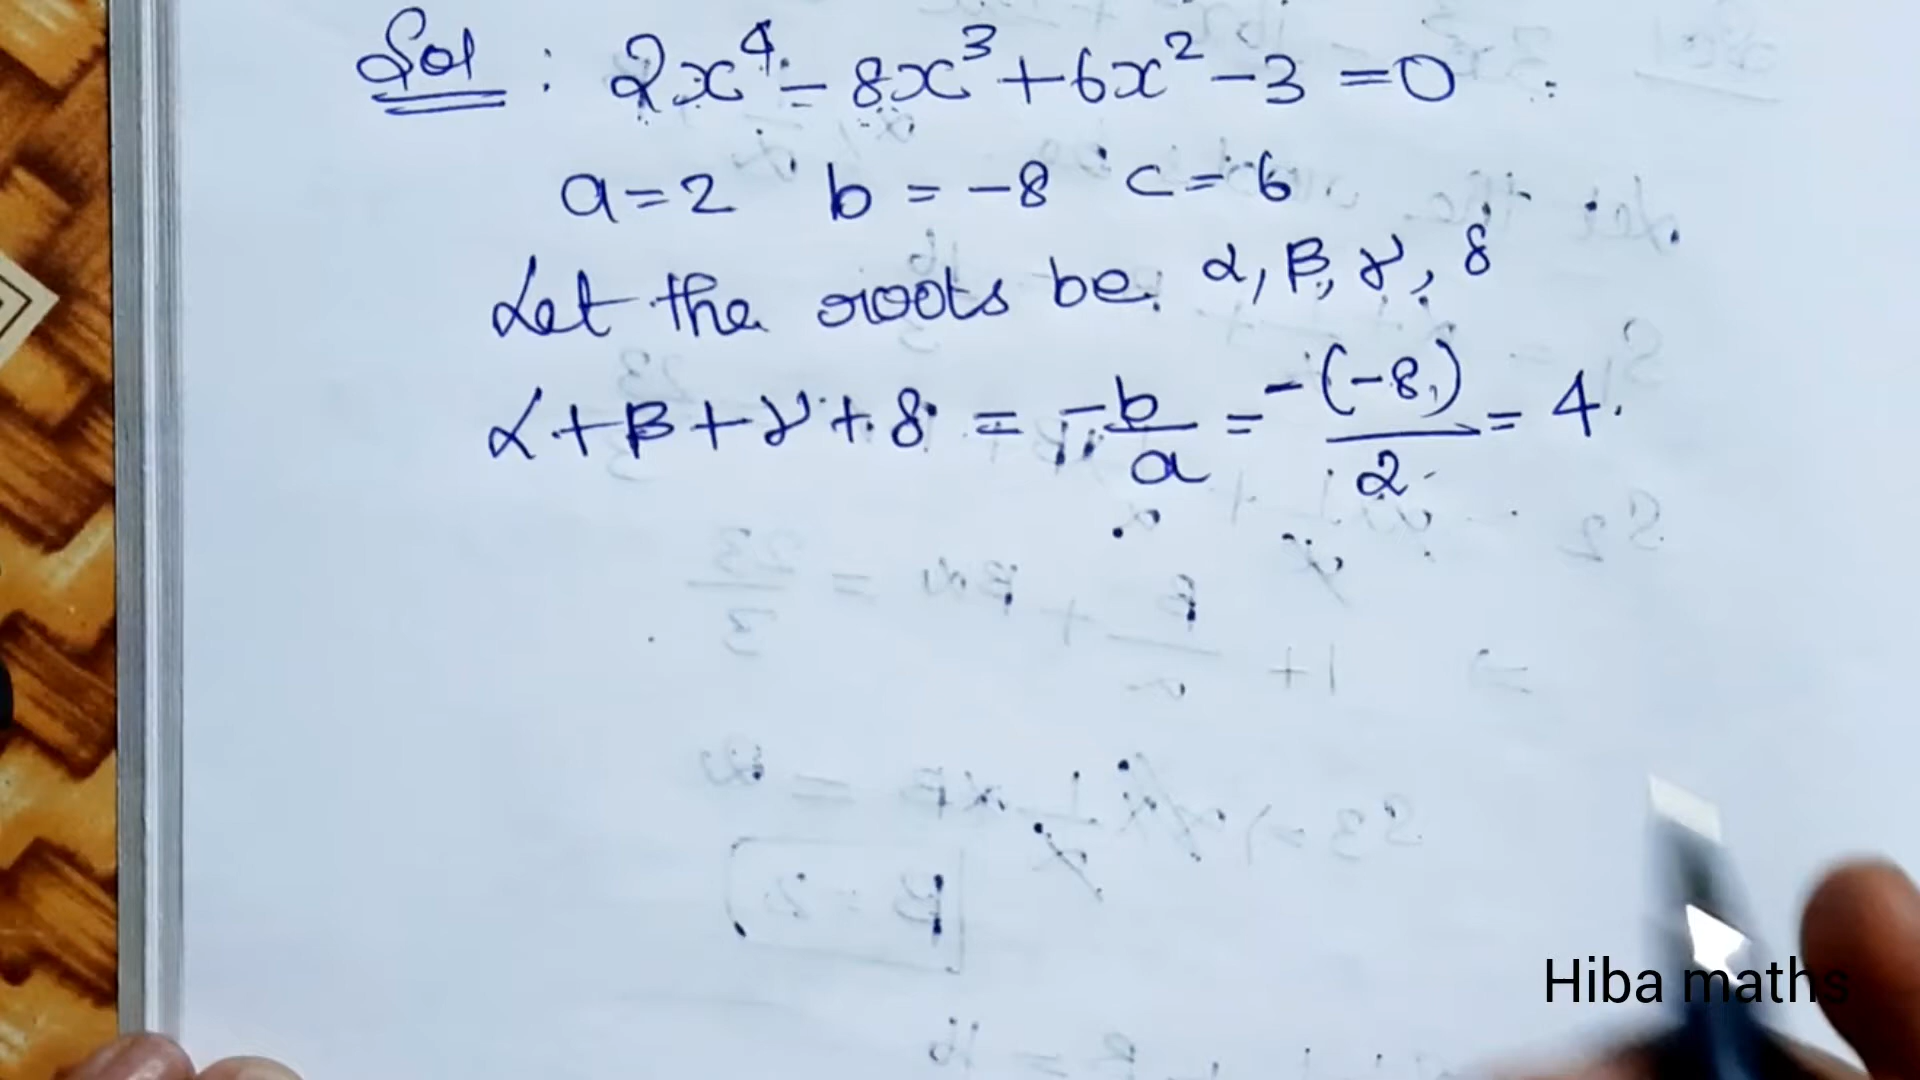 Sol : 2x⁴ - 8x³ + 6x² - 3 = 0
a = 2 b = -8 c = 6
Let the roots be α, β, γ, δ
α + β + γ + δ = -b/a = -(-8)/2 = 4.
Hiba maths